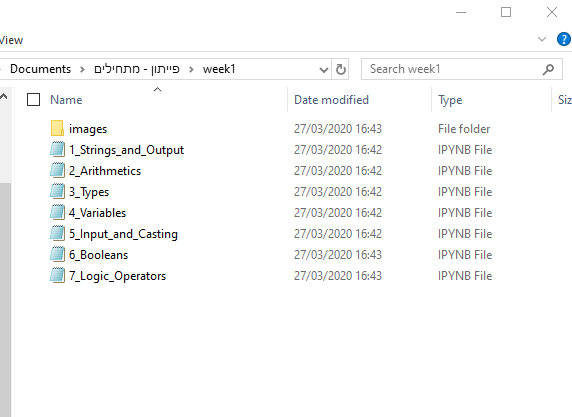 View
Documents > פייתון - מתחילים > week1 Search week1
Name Date modified Type Siz
images 27/03/2020 16:43 File folder
1_Strings_and_Output 27/03/2020 16:42 IPYNB File
2_Arithmetics 27/03/2020 16:42 IPYNB File
3_Types 27/03/2020 16:42 IPYNB File
4_Variables 27/03/2020 16:42 IPYNB File
5_Input_and_Casting 27/03/2020 16:42 IPYNB File
6_Booleans 27/03/2020 16:43 IPYNB File
7_Logic_Operators 27/03/2020 16:43 IPYNB File